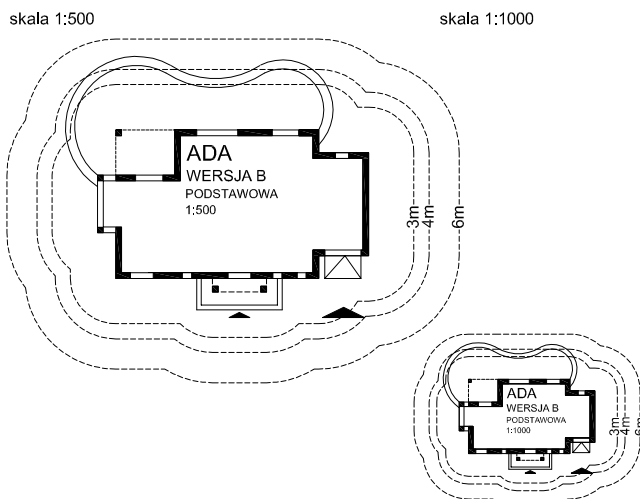 skala 1:500
skala 1:1000
ADA
WERSJA B
PODSTAWOWA
1:500
3m
4m
6m
ADA
WERSJA B
PODSTAWOWA
1:1000
3m
4m
6m